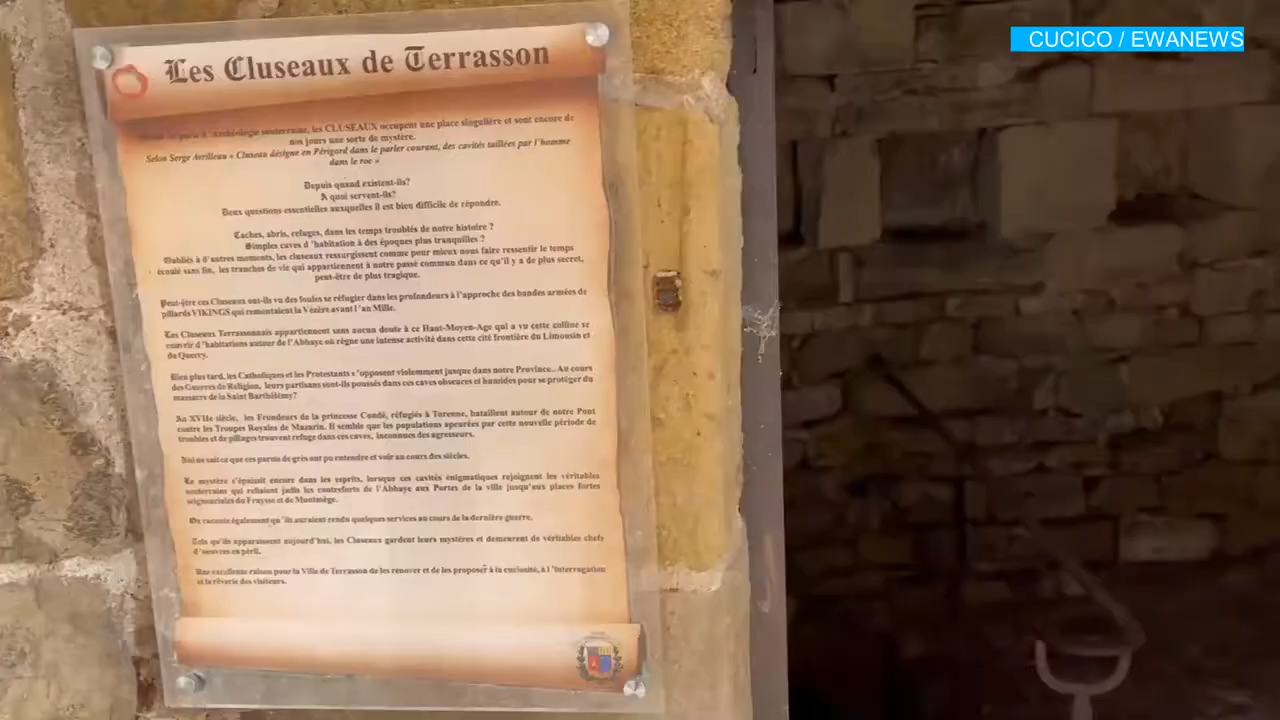 CUCICO / EWANEWS
Les Cluseaux de Terrasson
à l'Archéologie souterraine, les CLUSEAUX occupent une place singulière et sont encore de
nos jours une sorte de mystère.
Selon Serge Avrilleau « Cluseau désigne en Périgord dans le parler courant, des cavités taillées par l'homme
dans le roc »
Depuis quand existent-ils?
A quoi servent-ils?
Deux questions essentielles auxquelles il est bien difficile de répondre.
Caches, abris, refuges, dans les temps troublés de notre histoire ?
Simples caves d'habitation à des époques plus tranquilles ?
Oubliés à d'autres moments, les cluseaux ressurgissent comme pour mieux nous faire ressentir le temps
écoulé sans fin, les tranches de vie qui appartiennent à notre passé commun dans ce qu'il y a de plus secret,
peut-être de plus tragique.
Peut-être ces Cluseaux ont-ils vu des foules se réfugier dans les profondeurs à l'approche des bandes armées de
pillards VIKINGS qui remontaient la Vézère avant l'an Mille.
Les Cluseaux Terrassonnais appartiennent sans aucun doute à ce Haut-Moyen-Age qui a vu cette colline se
couvrir d'habitations autour de l'Abbaye où règne une intense activité dans cette cité frontière du Limousin et
du Quercy.
Bien plus tard, les Catholiques et les Protestants s'opposent violemment jusque dans notre Province.. Au cours
des Guerres de Religion, leurs partisans sont-ils poussés dans ces caves obscures et humides pour se protéger du
massacre de la Saint Barthélémy?
Au XVIIe siècle, les Frondeurs de la princesse Condé, réfugiés à Turenne, bataillent autour de notre Pont
contre les Troupes Royales de Mazarin. Il semble que les populations apeurées par cette nouvelle période de
troubles et de pillages trouvent refuge dans ces caves, inconnues des agresseurs.
Nul ne sait ce que ces parois de grès ont pu entendre et voir au cours des siècles.
Le mystère s'épaissit encore dans les esprits, lorsque ces cavités énigmatiques rejoignent les véritables
souterrains qui reliaient jadis les contreforts de l'Abbaye aux Portes de la ville jusqu'aux places fortes
seigneuriales du Fraysse et de Montmège.
On raconte également qu'ils auraient rendu quelques services au cours de la dernière guerre.
Tels qu'ils apparaissent aujourd'hui, les Cluseaux gardent leurs mystères et demeurent de véritables chefs
d'oeuvres en péril.
Une excellente raison pour la Ville de Terrasson de les rénover et de les proposer à la curiosité, à l'interrogation
et la rêverie des visiteurs.